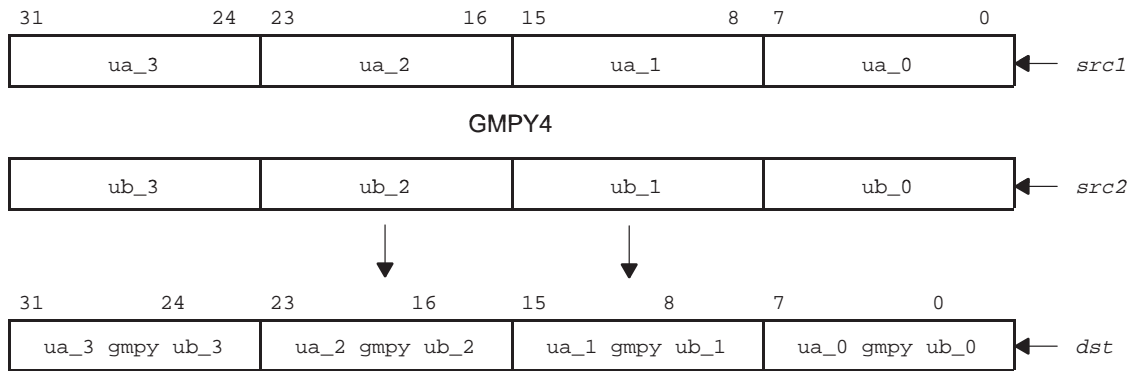 31 24 23 16 15 8 7 0
ua_3 ua_2 ua_1 ua_0 src1
GMPY4
ub_3 ub_2 ub_1 ub_0 src2
31 24 23 16 15 8 7 0
ua_3 gmpy ub_3 ua_2 gmpy ub_2 ua_1 gmpy ub_1 ua_0 gmpy ub_0 dst